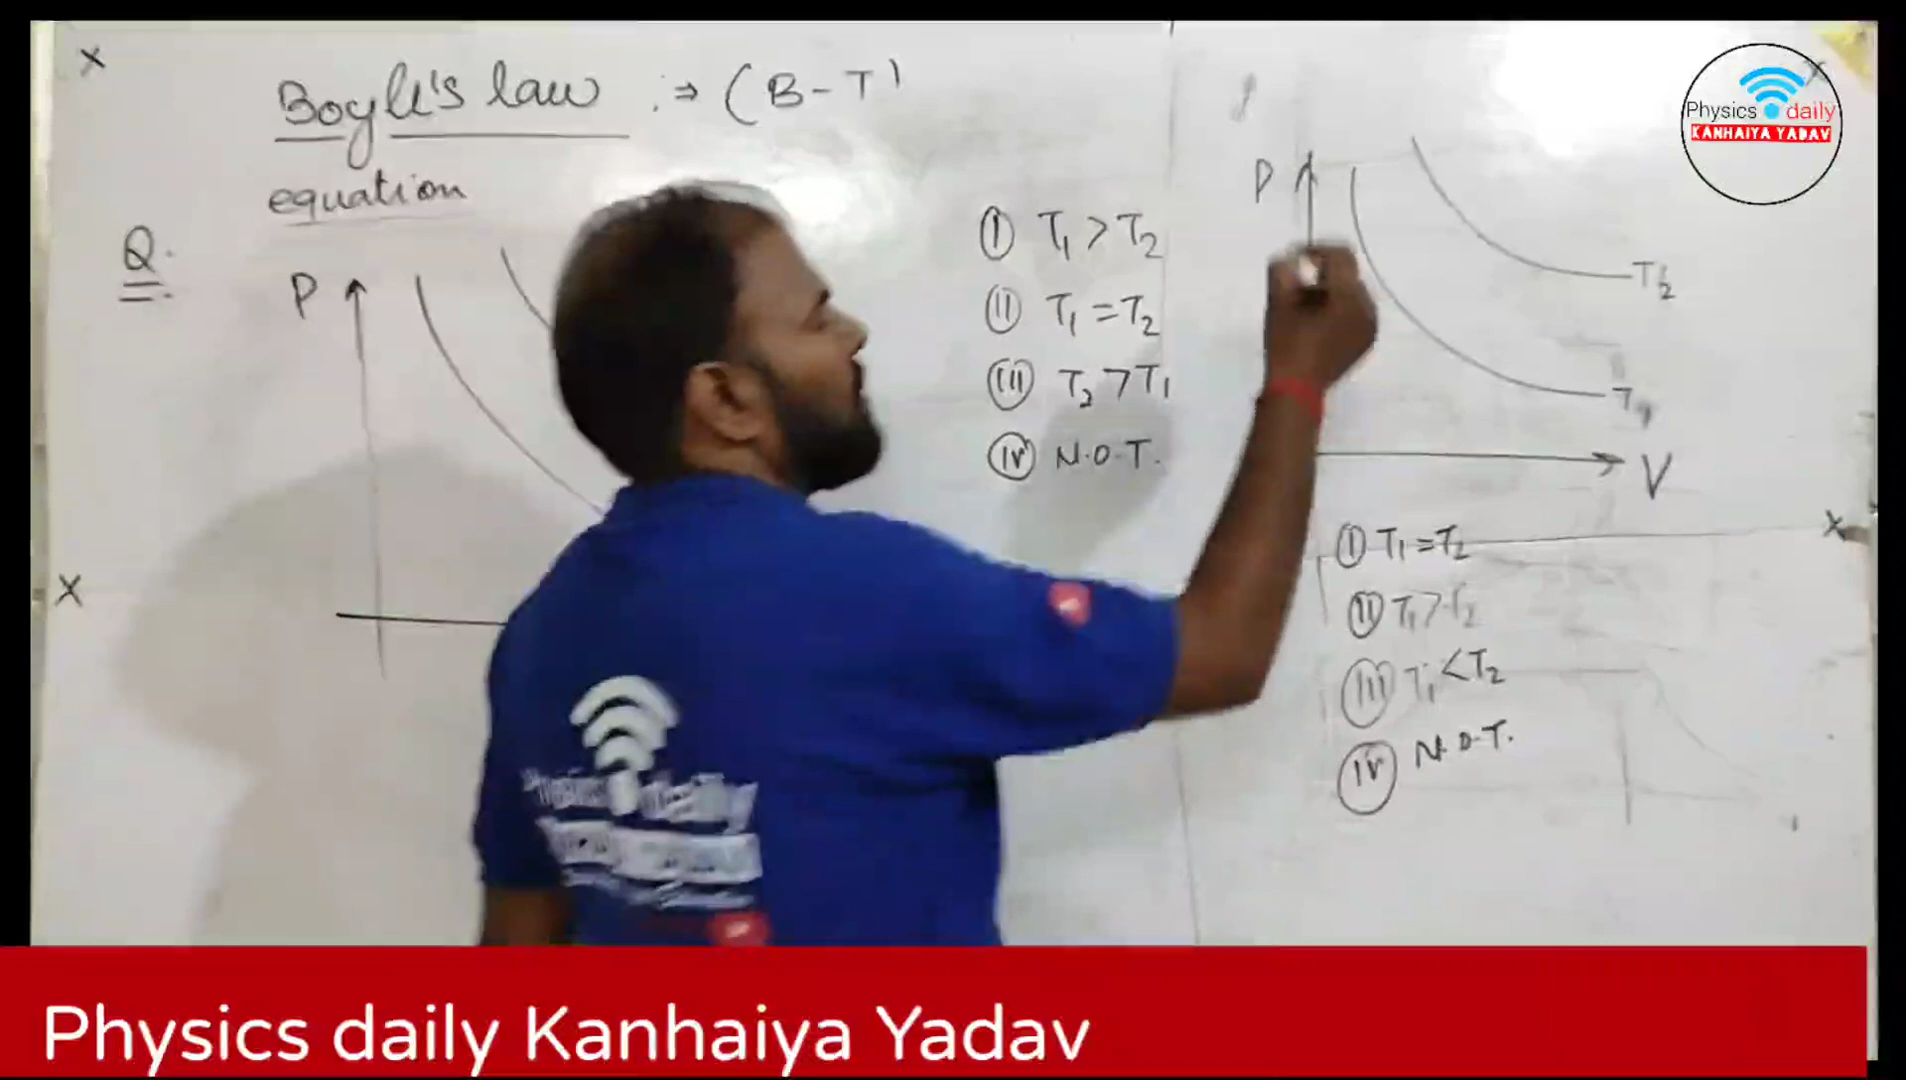 Boyle's law :⇒ (B-T)
equation
Q.
P
① T₁ > T₂
② T₁ = T₂
③ T₂ > T₁
④ N.O.T.
P
T₂
T₁
V
① T₁ = T₂
② T₁ > T₂
③ T₁ < T₂
④ N.O.T.
Physics daily
KANHAIYA YADAV
Physics daily Kanhaiya Yadav